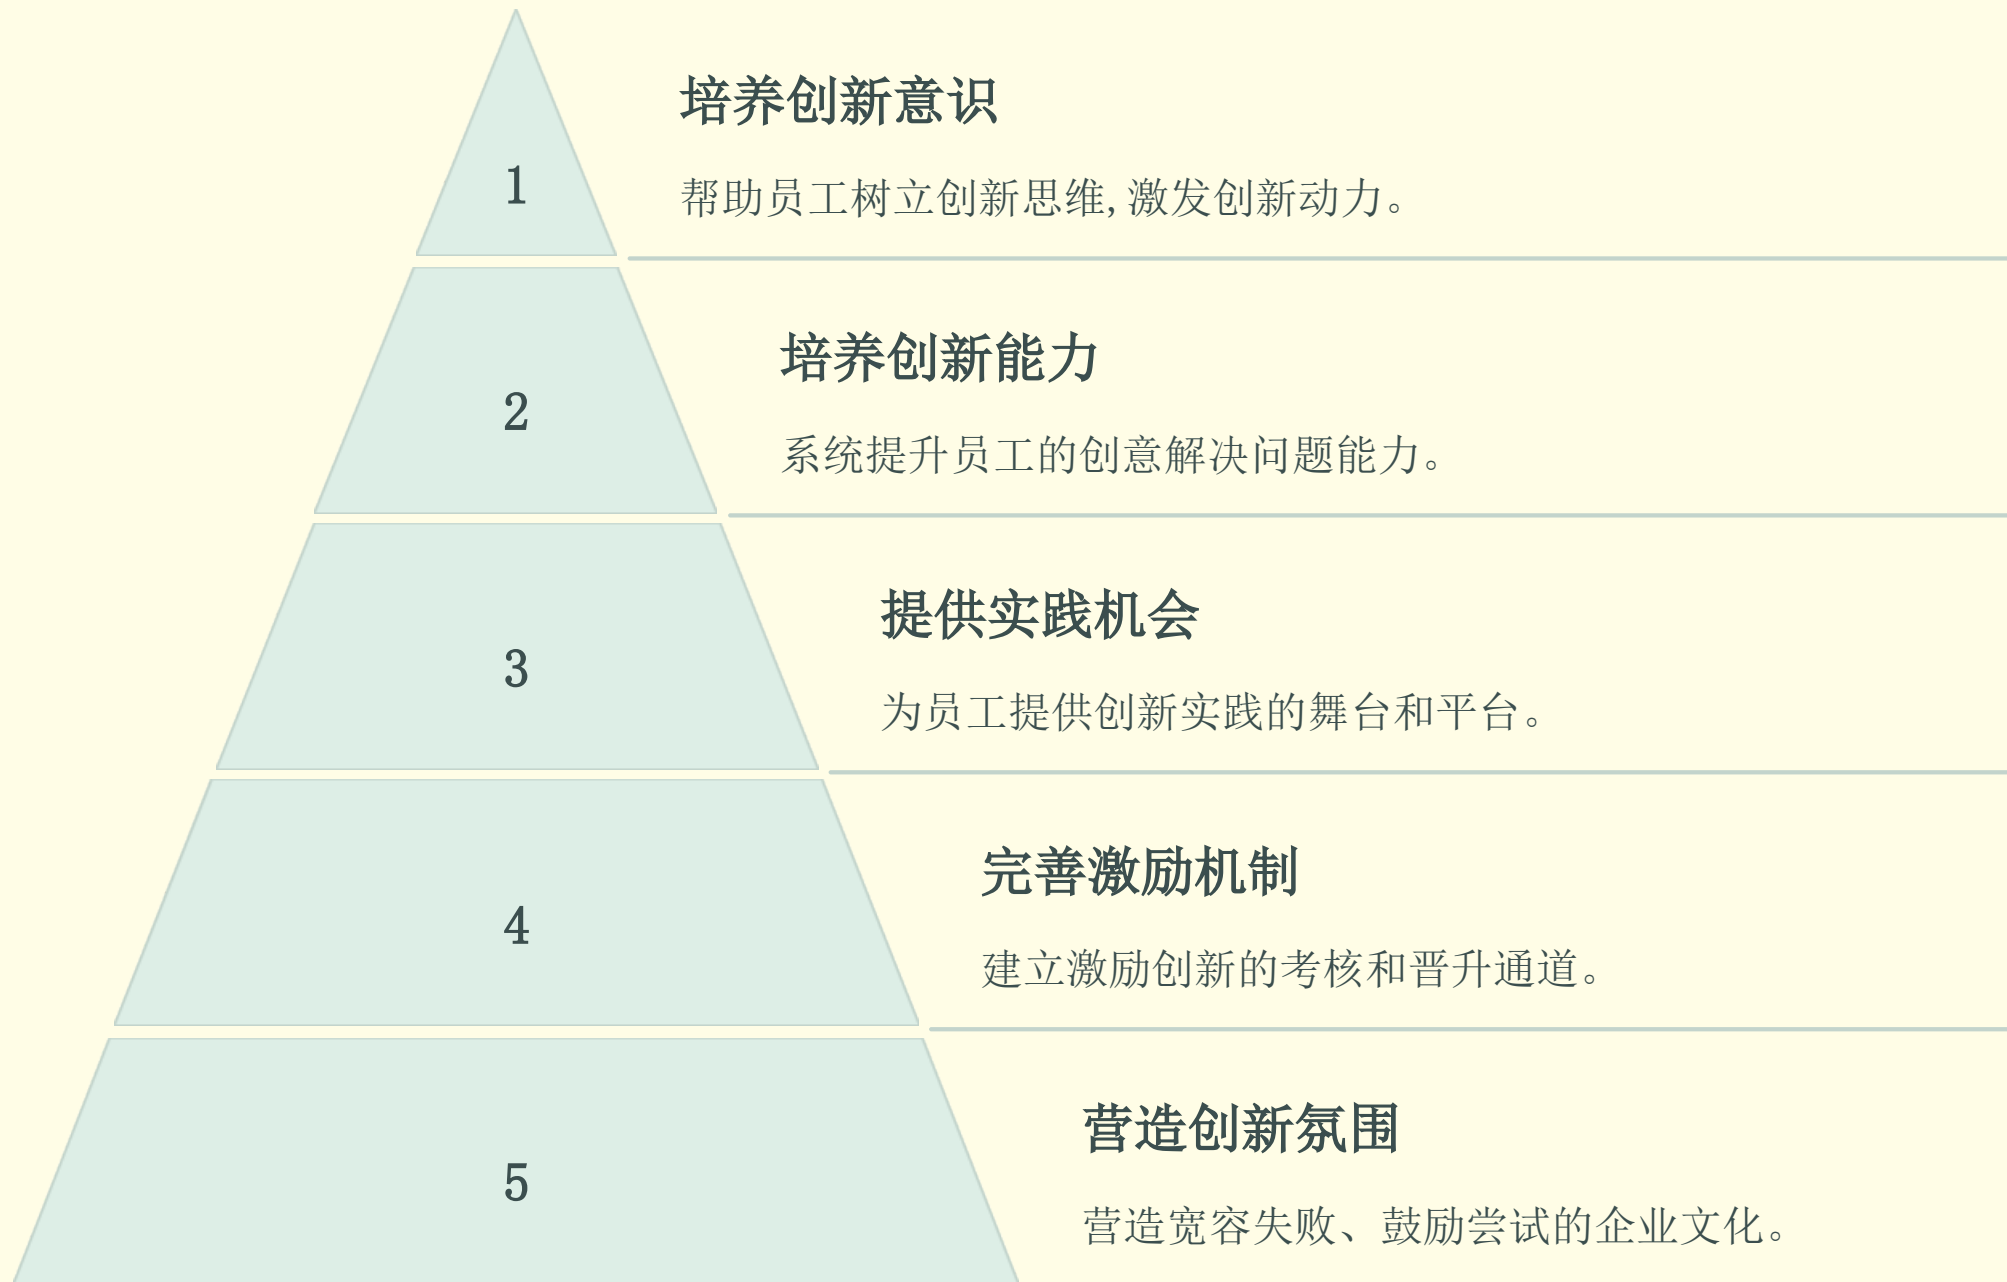 培养创新意识
1
帮助员工树立创新思维,激发创新动力。
培养创新能力
2
系统提升员工的创意解决问题能力。
提供实践机会
3
为员工提供创新实践的舞台和平台。
完善激励机制
4
建立激励创新的考核和晋升通道。
营造创新氛围
5
营造宽容失败、鼓励尝试的企业文化。